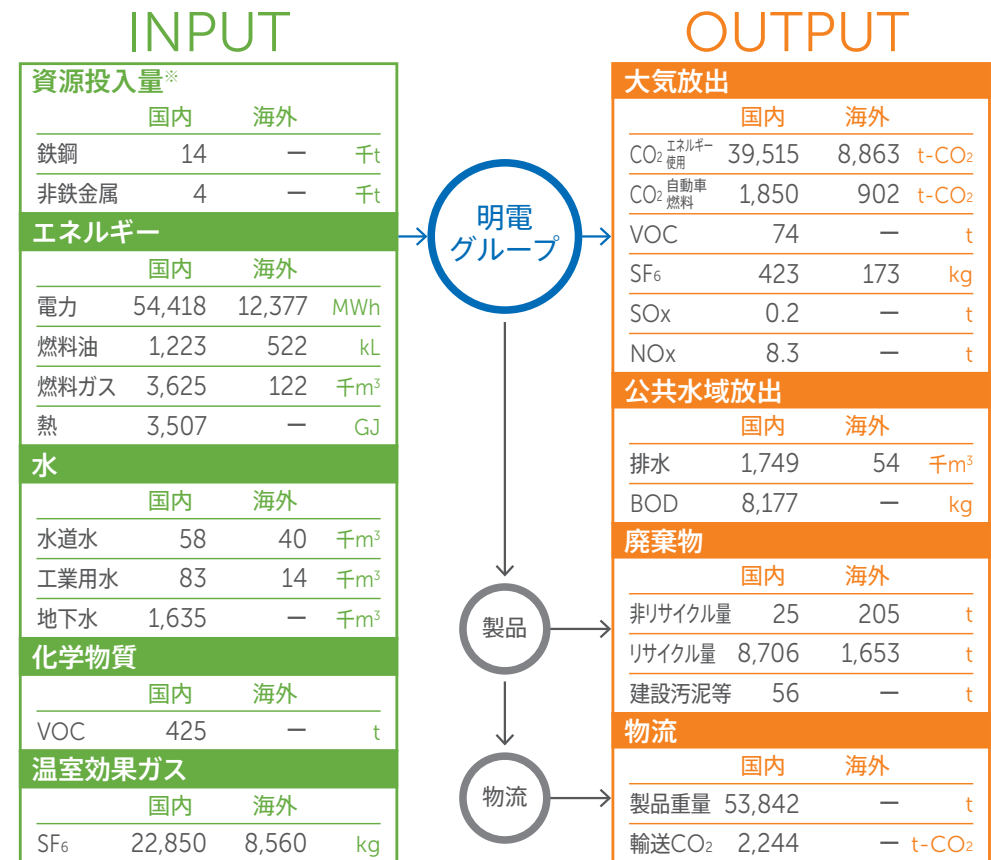 INPUT
資源投入量※
国内 海外
鉄鋼 14 ー 千t
非鉄金属 4 ー 千t
エネルギー
国内 海外
電力 54,418 12,377 MWh
燃料油 1,223 522 kL
燃料ガス 3,625 122 千m³
熱 3,507 ー GJ
水
国内 海外
水道水 58 40 千m³
工業用水 83 14 千m³
地下水 1,635 ー 千m³
化学物質
国内 海外
VOC 425 ー t
温室効果ガス
国内 海外
SF₆ 22,850 8,560 kg
明電
グループ
製品
物流
OUTPUT
大気放出
国内 海外
CO₂ エネルギー使用 39,515 8,863 t-CO₂
CO₂ 自動車燃料 1,850 902 t-CO₂
VOC 74 ー t
SF₆ 423 173 kg
SOx 0.2 ー t
NOx 8.3 ー t
公共水域放出
国内 海外
排水 1,749 54 千m³
BOD 8,177 ー kg
廃棄物
国内 海外
非リサイクル量 25 205 t
リサイクル量 8,706 1,653 t
建設汚泥等 56 ー t
物流
国内 海外
製品重量 53,842 ー t
輸送CO₂ 2,244 ー t-CO₂